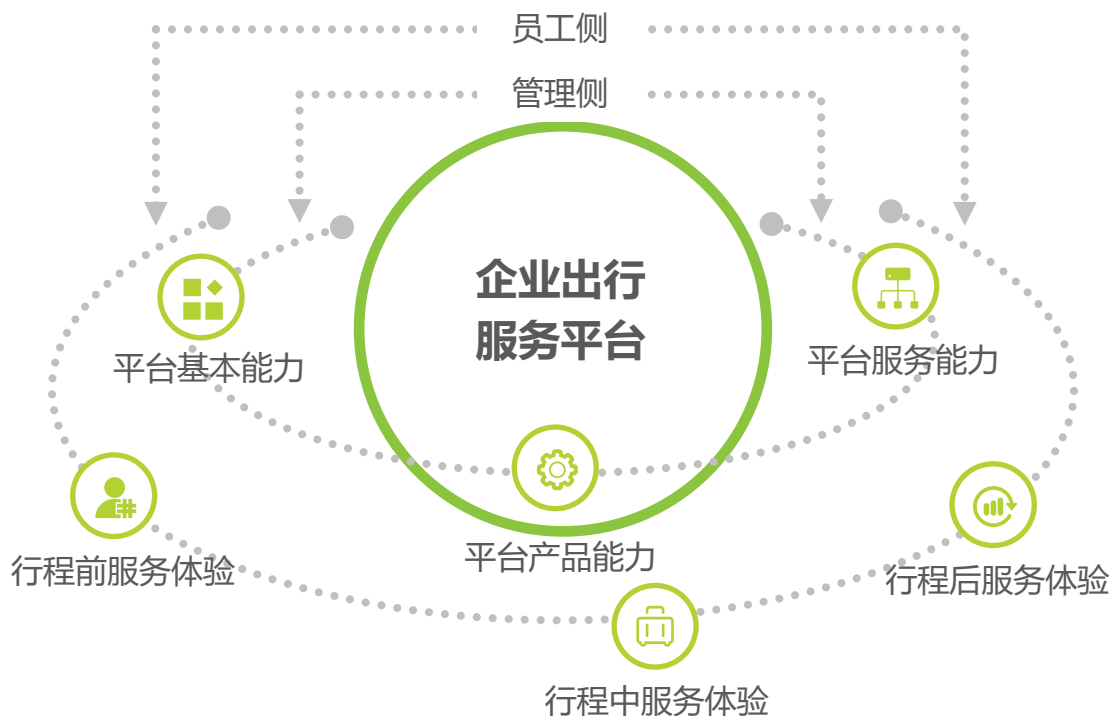 员工侧
管理侧
企业出行
服务平台
平台基本能力
平台服务能力
平台产品能力
行程前服务体验
行程后服务体验
行程中服务体验